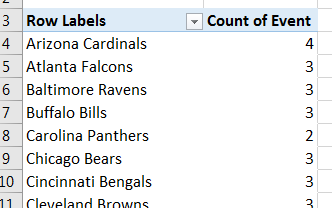 3 Row Labels Count of Event
4 Arizona Cardinals 4
5 Atlanta Falcons 3
6 Baltimore Ravens 3
7 Buffalo Bills 3
8 Carolina Panthers 2
9 Chicago Bears 3
10 Cincinnati Bengals 3
11 Cleveland Browns 3